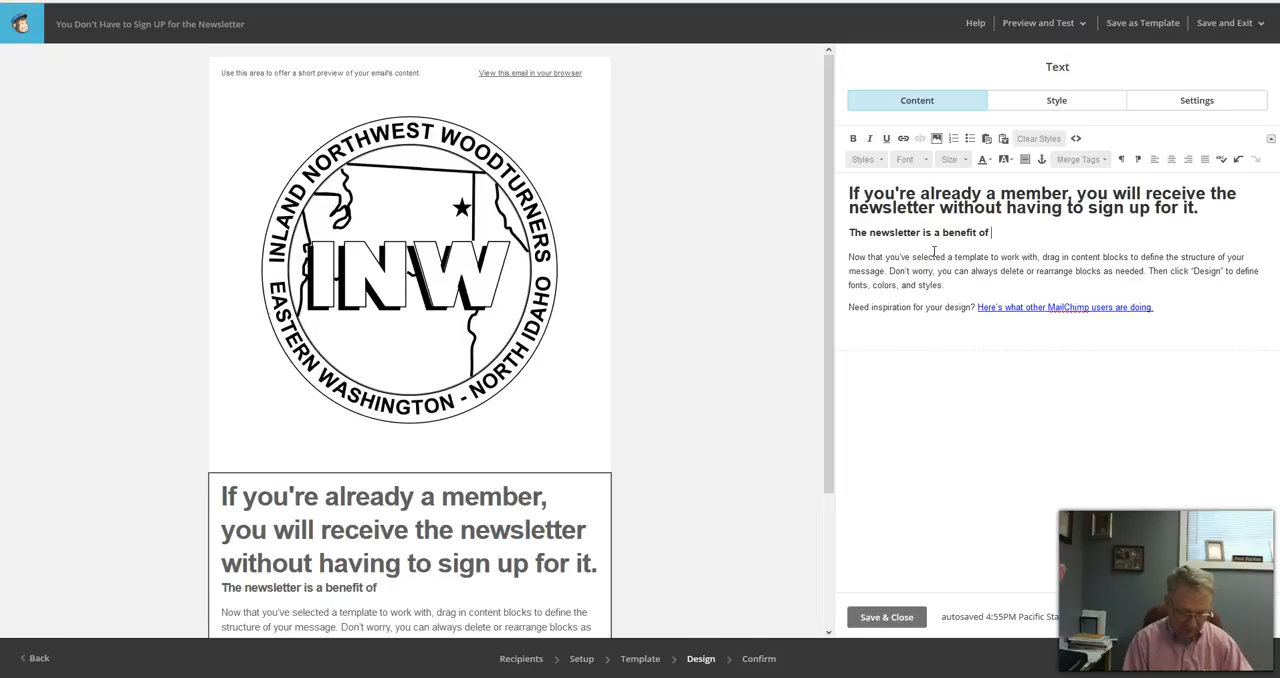 You Don't Have to Sign UP for the Newsletter
Help
Preview and Test
Save as Template
Save and Exit
Use this area to offer a short preview of your email's content.
View this email in your browser
INLAND NORTHWEST WOODTURNERS
INW
EASTERN WASHINGTON - NORTH IDAHO
If you're already a member,
you will receive the newsletter
without having to sign up for it.
The newsletter is a benefit of
Now that you've selected a template to work with, drag in content blocks to define the
structure of your message. Don't worry, you can always delete or rearrange blocks as
Text
Content
Style
Settings
B I U
Clear Styles
Styles
Font
Size
A
A
Merge Tags
If you're already a member, you will receive the
newsletter without having to sign up for it.
The newsletter is a benefit of
Now that you've selected a template to work with, drag in content blocks to define the structure of your
message. Don't worry, you can always delete or rearrange blocks as needed. Then click "Design" to define
fonts, colors, and styles.
Need inspiration for your design? Here's what other MailChimp users are doing.
Save & Close
autosaved 4:55PM Pacific Sta
Back
Recipients
Setup
Template
Design
Confirm